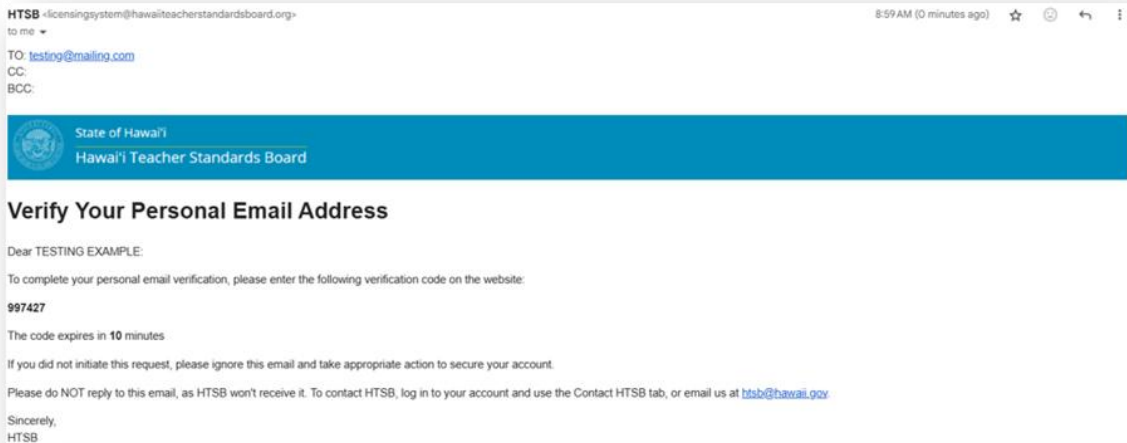 HTSB <licensingsystem@hawaiiteacherstandardsboard.org> 8:59 AM (0 minutes ago)
to me
TO: testing@mailing.com
CC:
BCC:
State of Hawai'i
Hawai'i Teacher Standards Board
Verify Your Personal Email Address
Dear TESTING EXAMPLE:
To complete your personal email verification, please enter the following verification code on the website:
997427
The code expires in 10 minutes
If you did not initiate this request, please ignore this email and take appropriate action to secure your account.
Please do NOT reply to this email, as HTSB won't receive it. To contact HTSB, log in to your account and use the Contact HTSB tab, or email us at htsb@hawaii.gov.
Sincerely,
HTSB